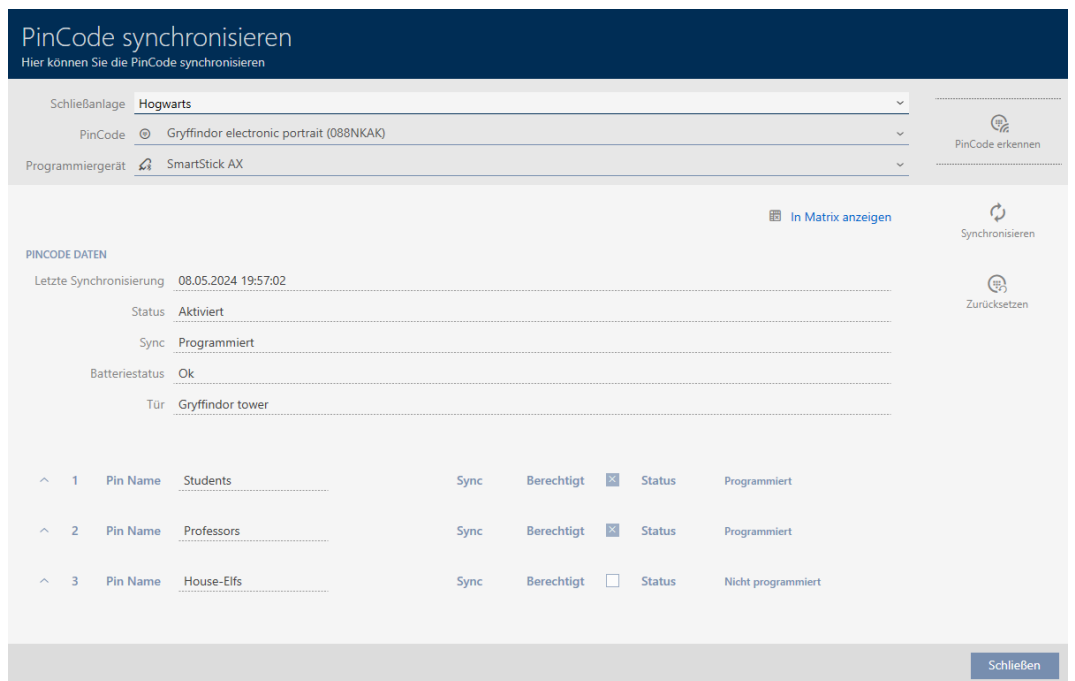 PinCode synchronisieren
Hier können Sie die PinCode synchronisieren
Schließanlage Hogwarts
PinCode Gryffindor electronic portrait (088NKAK)
Programmiergerät SmartStick AX
PinCode erkennen
In Matrix anzeigen
Synchronisieren
Zurücksetzen
PINCODE DATEN
Letzte Synchronisierung 08.05.2024 19:57:02
Status Aktiviert
Sync Programmiert
Batteriestatus Ok
Tür Gryffindor tower
1 Pin Name Students Sync Berechtigt Status Programmiert
2 Pin Name Professors Sync Berechtigt Status Programmiert
3 Pin Name House-Elfs Sync Berechtigt Status Nicht programmiert
Schließen